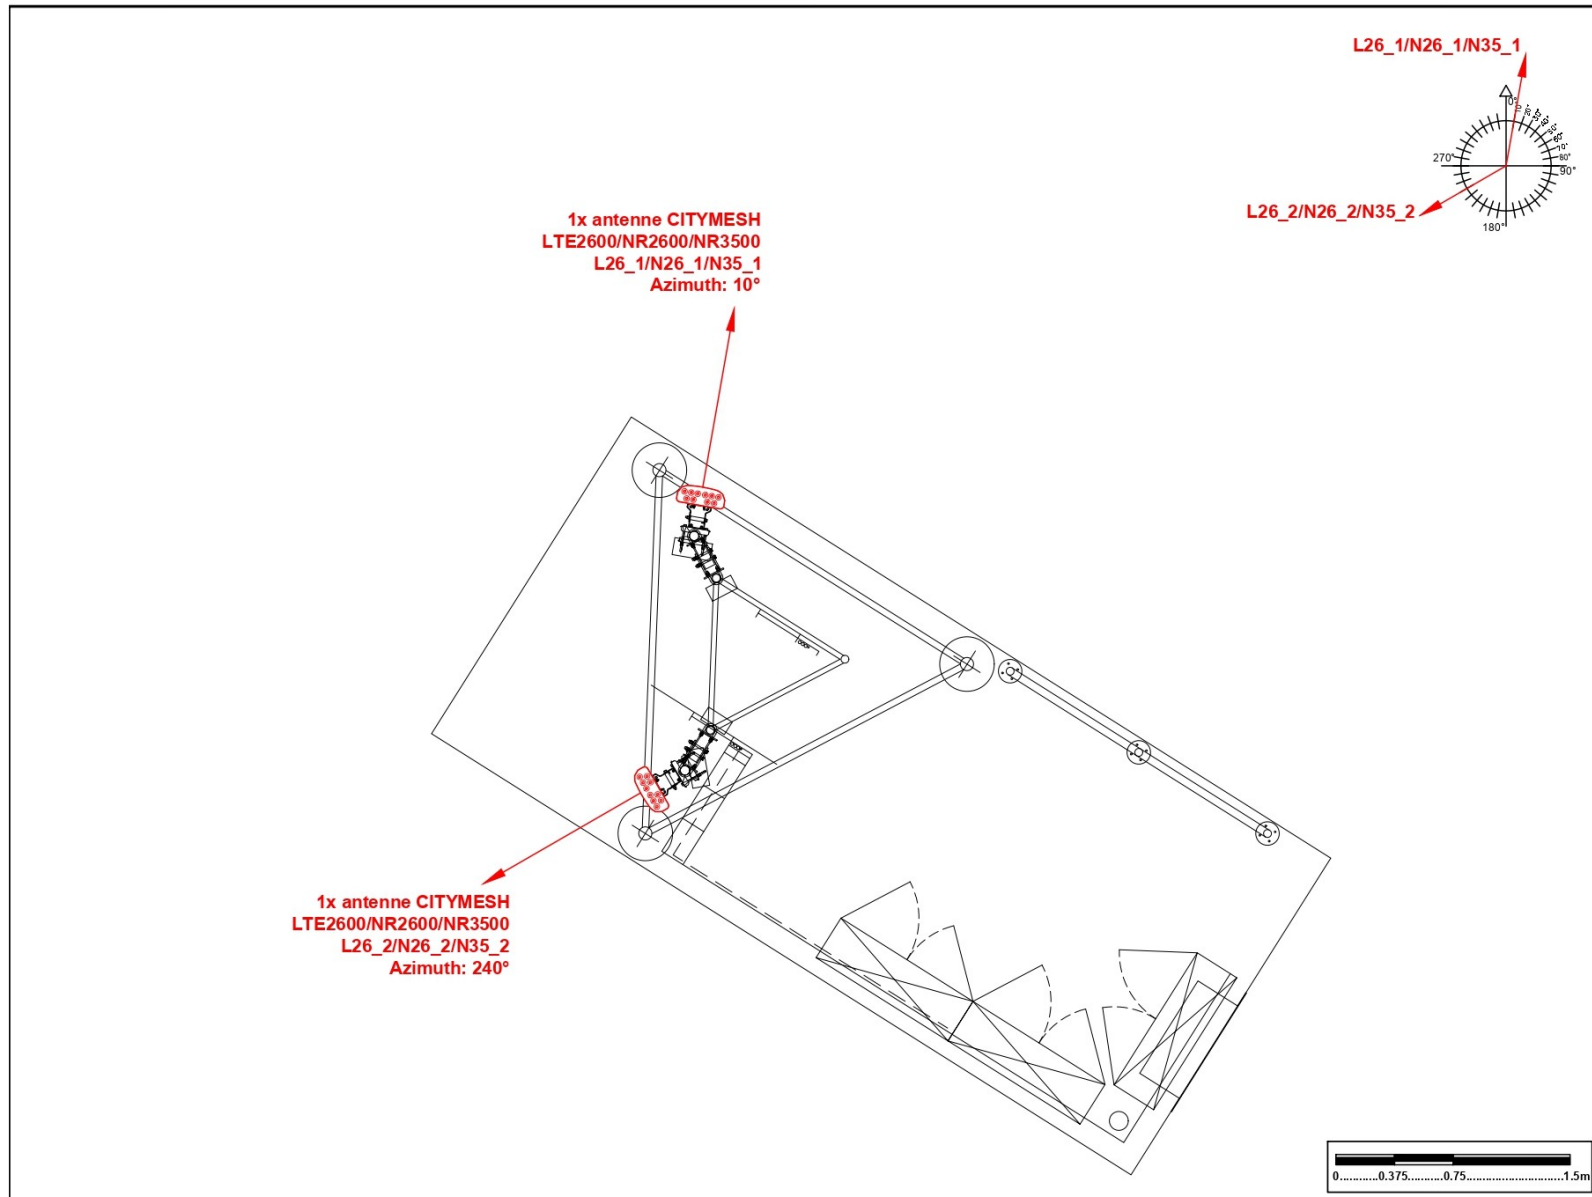 L26_1/N26_1/N35_1
0°
10°
80°
270°
90°
L26_2/N26_2/N35_2
180°
1x antenne CITYMESH
LTE2600/NR2600/NR3500
L26_1/N26_1/N35_1
Azimuth: 10°
1x antenne CITYMESH
LTE2600/NR2600/NR3500
L26_2/N26_2/N35_2
Azimuth: 240°
0............0.375..........0.75............................1.5m